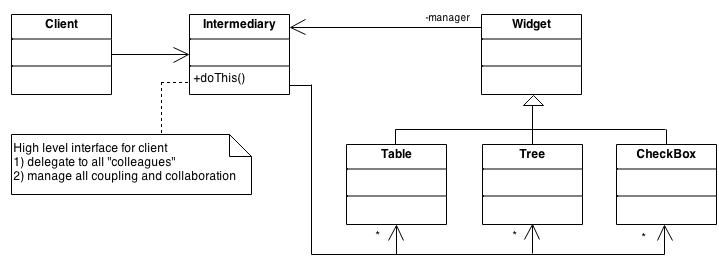 Client
Intermediary
-manager
Widget
+doThis()
High level interface for client
1) delegate to all "colleagues"
2) manage all coupling and collaboration
Table
Tree
CheckBox
*
*
*